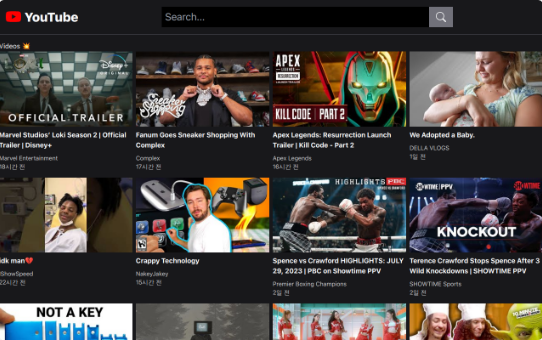 YouTube
Search...
Videos 💥
Disney+
ORIGINAL
OFFICIAL TRAILER
Marvel Studios' Loki Season 2 | Official
Trailer | Disney+
Marvel Entertainment
18시간 전
Sneaker
Shopping
Fanum Goes Sneaker Shopping With
Complex
Complex
17시간 전
APEX
LEGENDS
RESURRECTION
LAUNCH TRAILER
KILL CODE PART 2
Apex Legends: Resurrection Launch
Trailer | Kill Code - Part 2
Apex Legends
16시간 전
We Adopted a Baby.
DELLA VLOGS
1일 전
idk man💔
IShowSpeed
22시간 전
Crappy Technology
NakeyJakey
15시간 전
HIGHLIGHTS PBC
Spence vs Crawford HIGHLIGHTS: JULY
29, 2023 | PBC on Showtime PPV
Premier Boxing Champions
2일 전
SHOWTIME PPV
KNOCKOUT
Terence Crawford Stops Spence After 3
Wild Knockdowns | SHOWTIME PPV
SHOWTIME Sports
2일 전
NOT A KEY
10 MINUTE